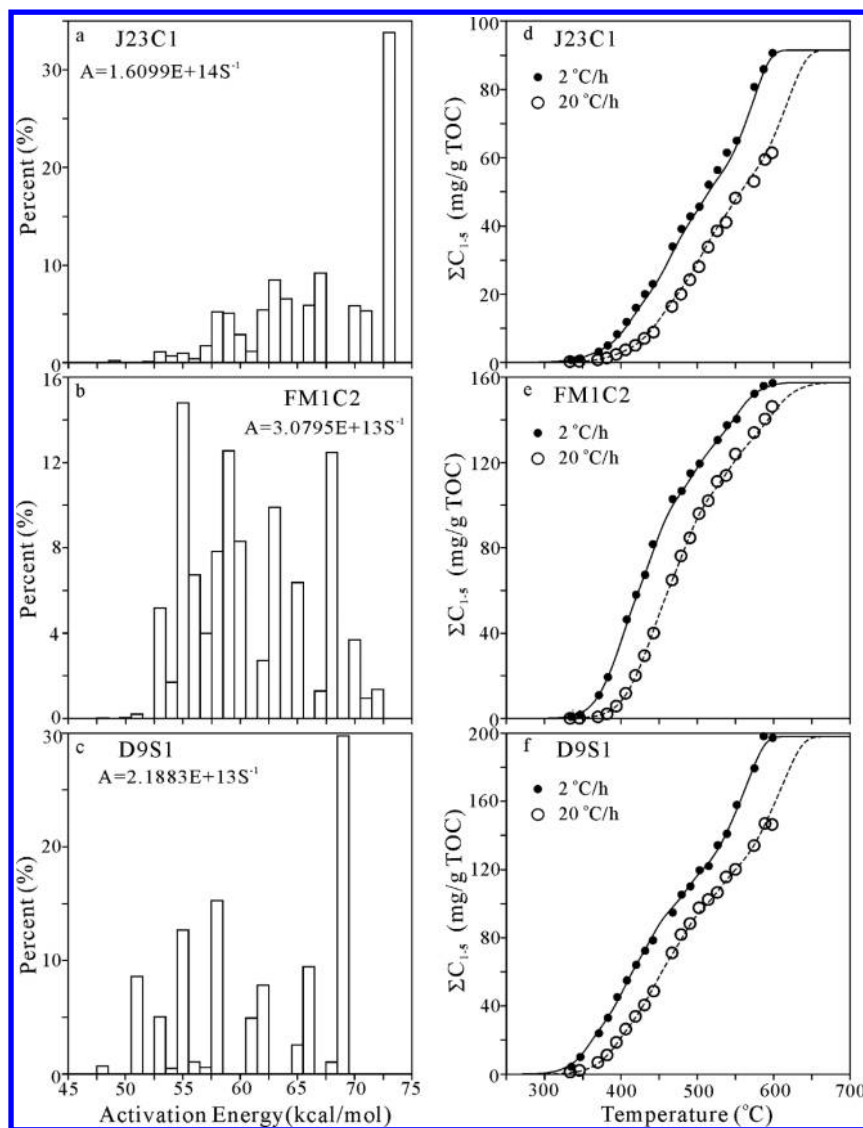 a J23C1
A=1.6099E+14S⁻¹
30
20
10
0
Percent (%)
d J23C1
2 °C/h
20 °C/h
100
80
60
40
20
0
ΣC₁₋₅ (mg/g TOC)
b FM1C2
A=3.0795E+13S⁻¹
16
12
8
4
0
Percent (%)
e FM1C2
2 °C/h
20 °C/h
160
120
80
40
0
ΣC₁₋₅ (mg/g TOC)
c D9S1
A=2.1883E+13S⁻¹
30
20
10
0
Percent (%)
45 50 55 60 65 70 75
Activation Energy(kcal/mol)
f D9S1
2 °C/h
20 °C/h
200
160
120
80
40
0
ΣC₁₋₅ (mg/g TOC)
300 400 500 600 700
Temperature(°C)